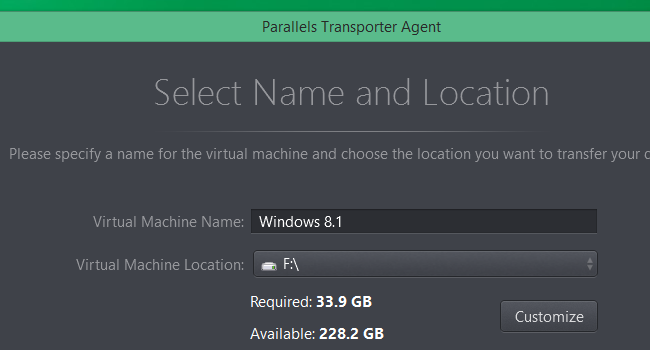 Parallels Transporter Agent
Select Name and Location
Please specify a name for the virtual machine and choose the location you want to transfer your
Virtual Machine Name: Windows 8.1
Virtual Machine Location: F:\
Required: 33.9 GB
Customize
Available: 228.2 GB